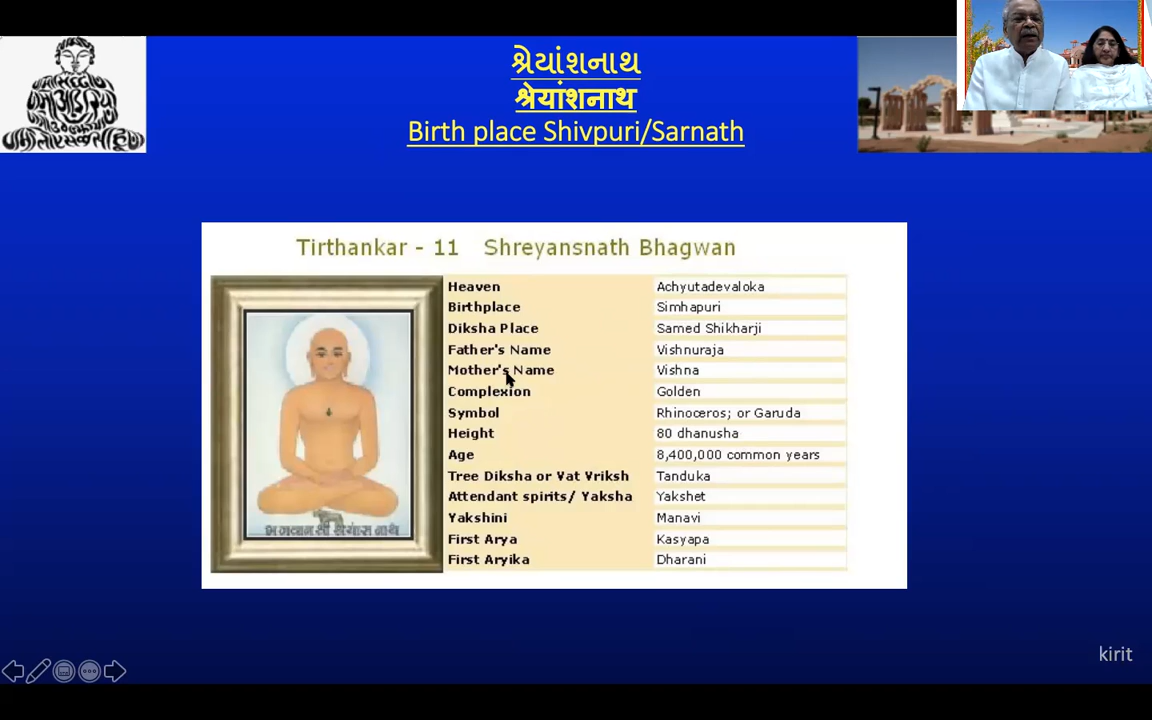 શ્રેયાંશનાથ
श्रेयांशनाथ
Birth place Shivpuri/Sarnath
Tirthankar - 11 Shreyansnath Bhagwan
Heaven Achyutadevaloka
Birthplace Simhapuri
Diksha Place Samed Shikharji
Father's Name Vishnuraja
Mother's Name Vishna
Complexion Golden
Symbol Rhinoceros; or Garuda
Height 80 dhanusha
Age 8,400,000 common years
Tree Diksha or Vat Vriksh Tanduka
Attendant spirits/ Yaksha Yakshet
Yakshini Manavi
First Arya Kasyapa
First Aryika Dharani
भगवान श्री श्रेयांस नाथ
kirit